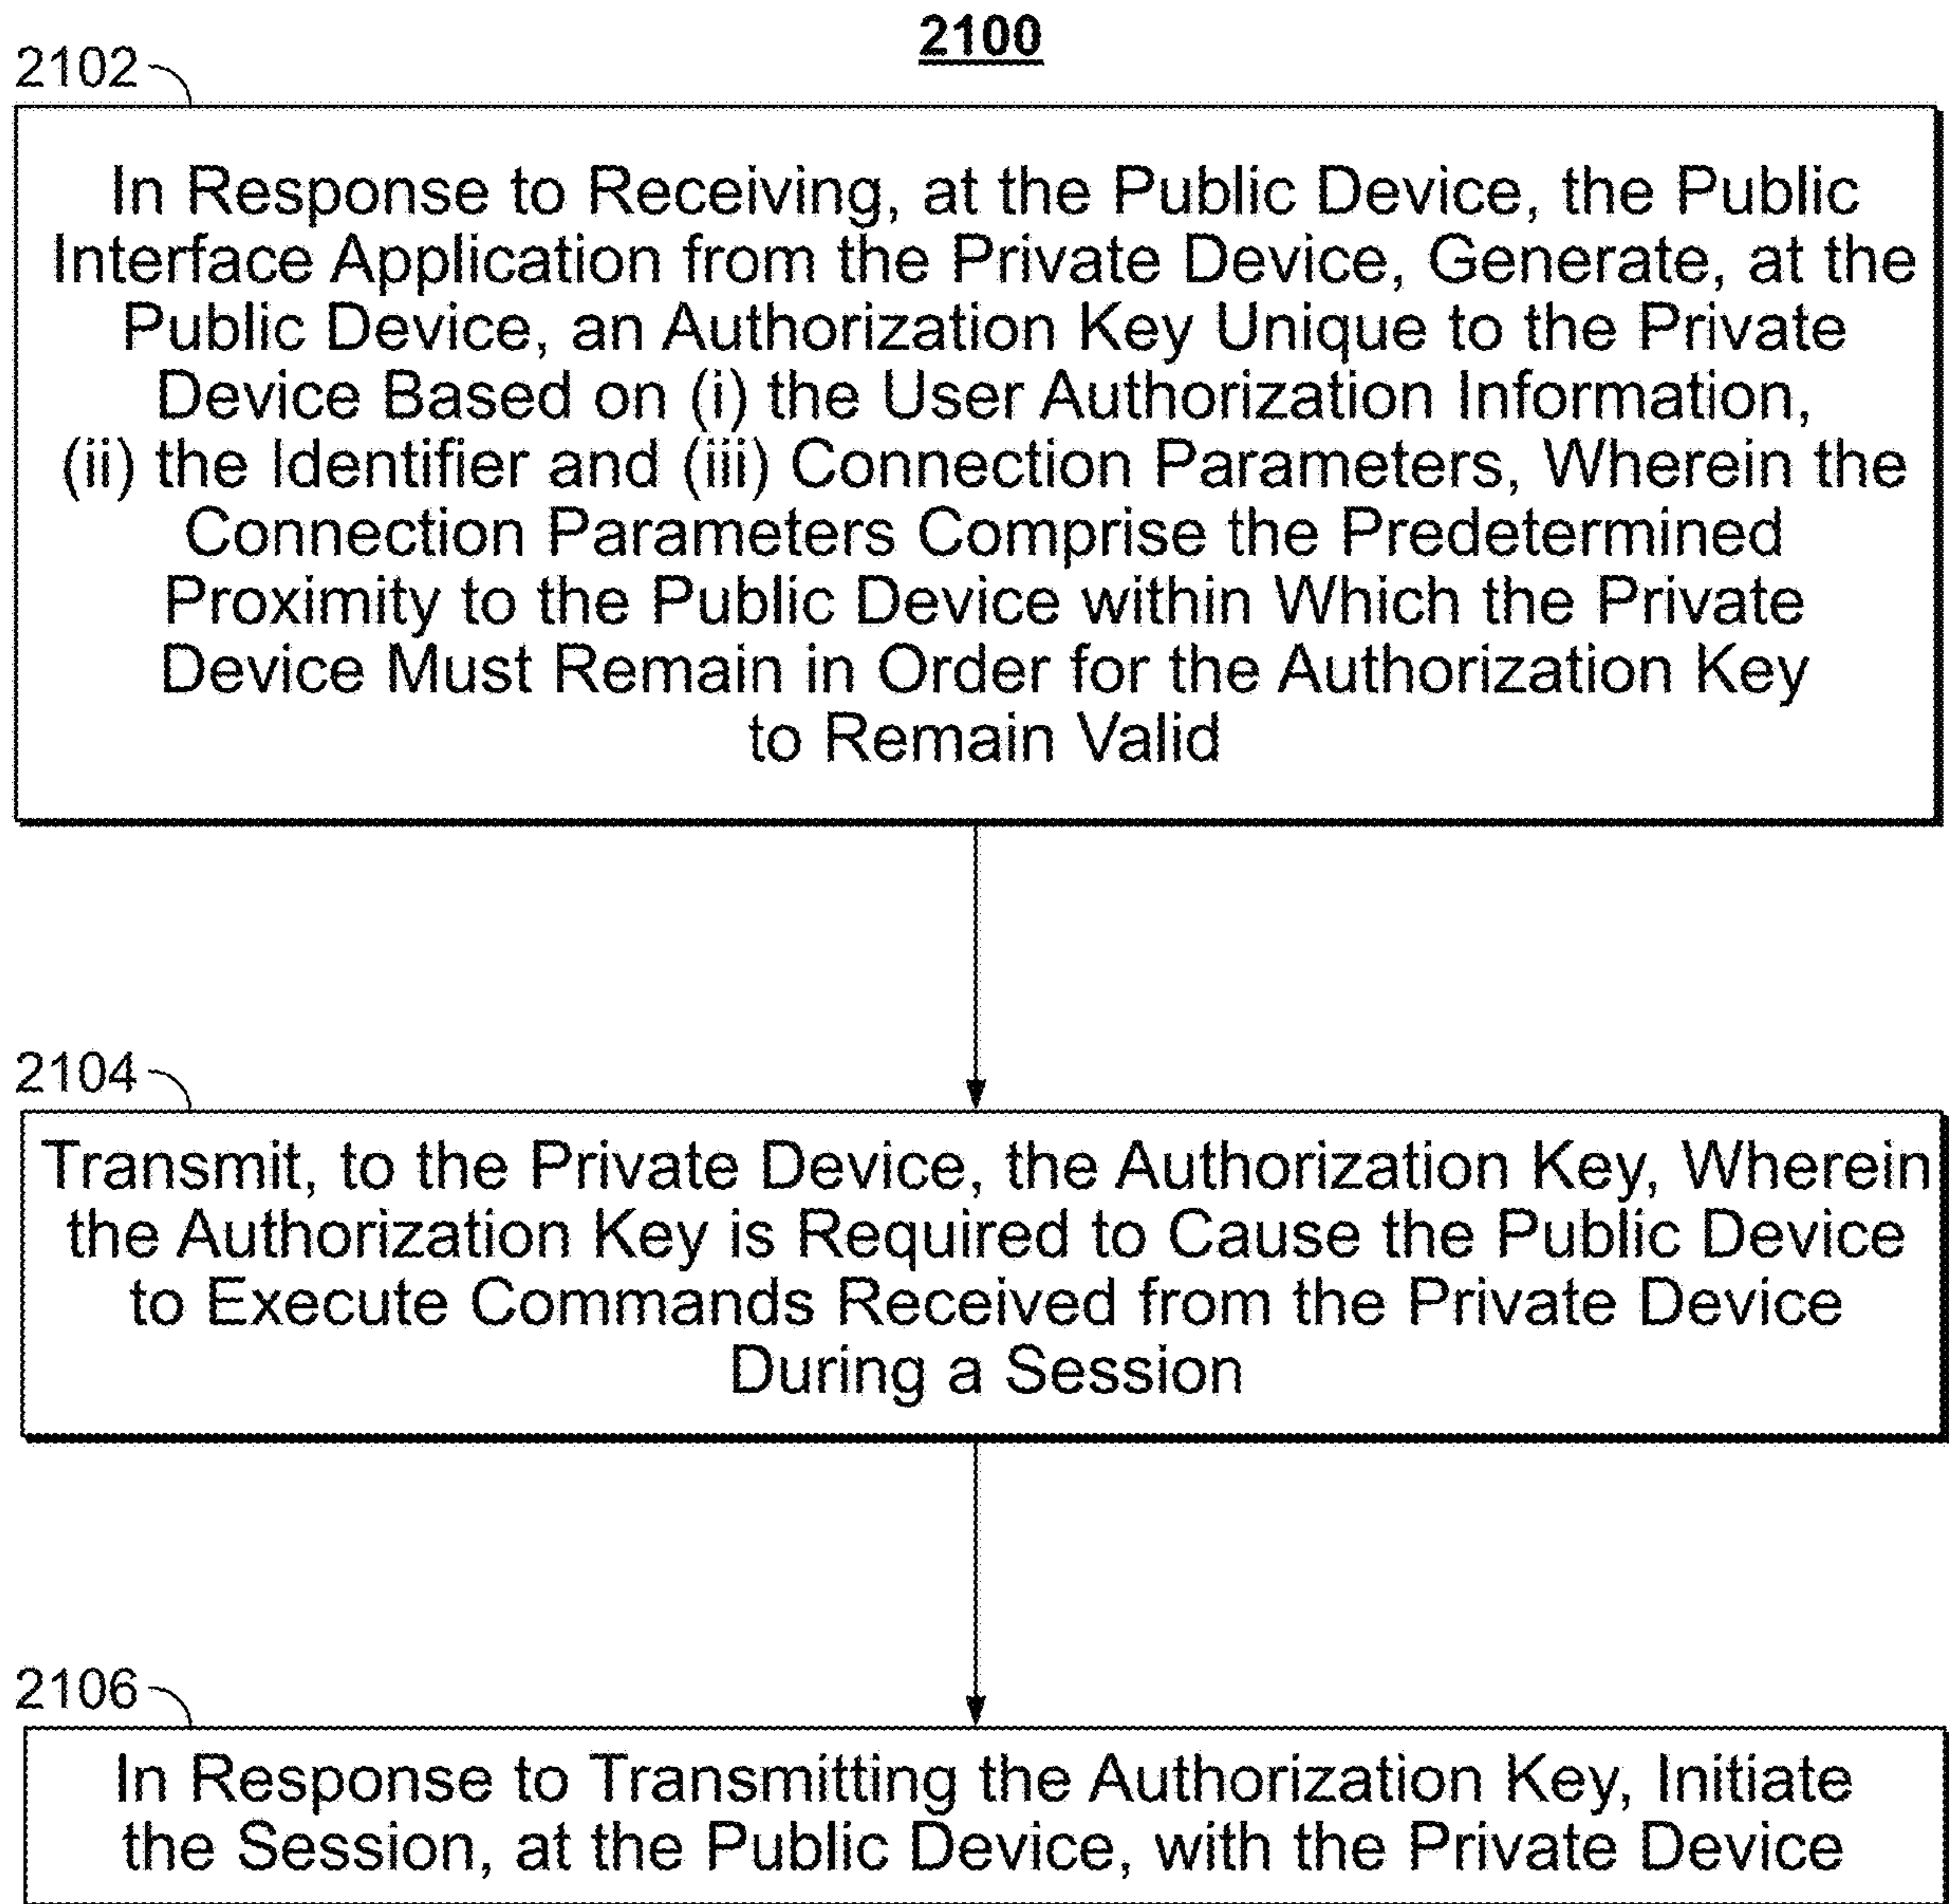 2100
2102
In Response to Receiving, at the Public Device, the Public
Interface Application from the Private Device, Generate, at the
Public Device, an Authorization Key Unique to the Private
Device Based on (i) the User Authorization Information,
(ii) the Identifier and (iii) Connection Parameters, Wherein the
Connection Parameters Comprise the Predetermined
Proximity to the Public Device within Which the Private
Device Must Remain in Order for the Authorization Key
to Remain Valid
2104
Transmit, to the Private Device, the Authorization Key, Wherein
the Authorization Key is Required to Cause the Public Device
to Execute Commands Received from the Private Device
During a Session
2106
In Response to Transmitting the Authorization Key, Initiate
the Session, at the Public Device, with the Private Device